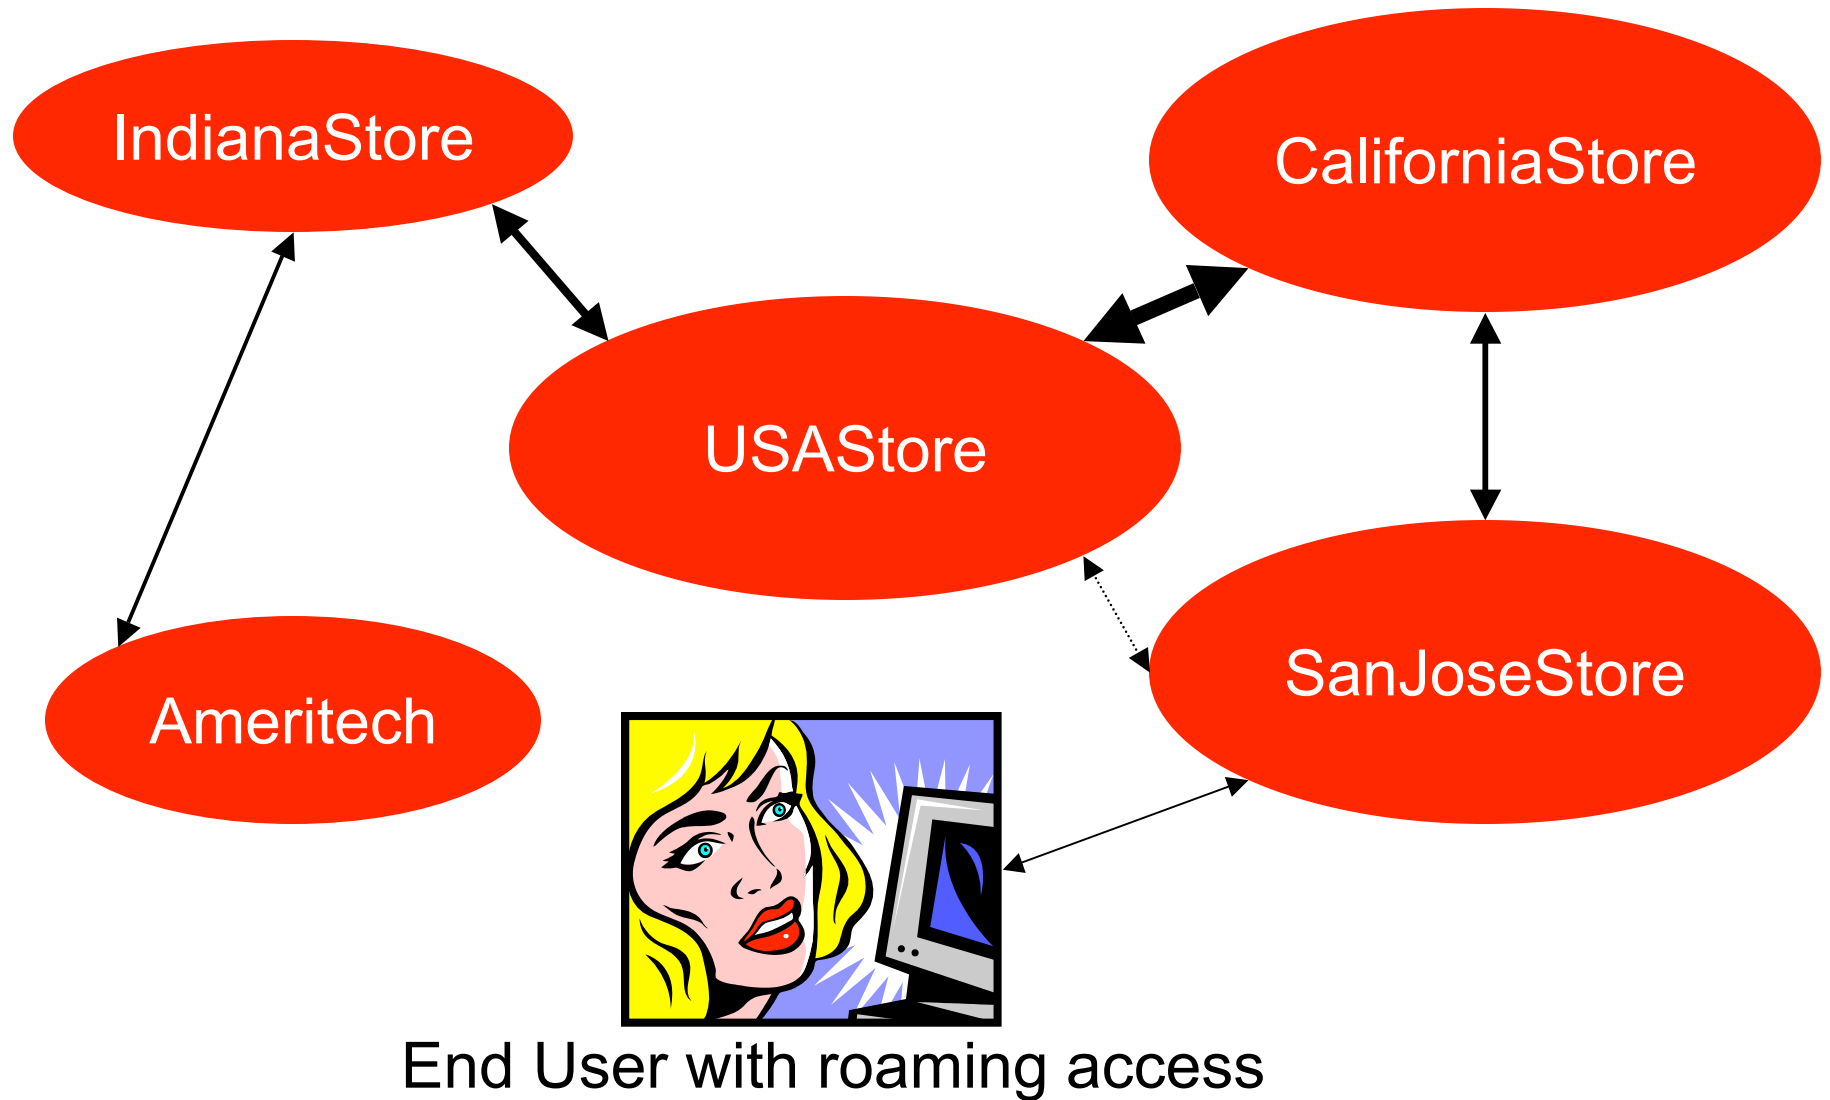 IndianaStore
CaliforniaStore
USAStore
SanJoseStore
Ameritech
End User with roaming access